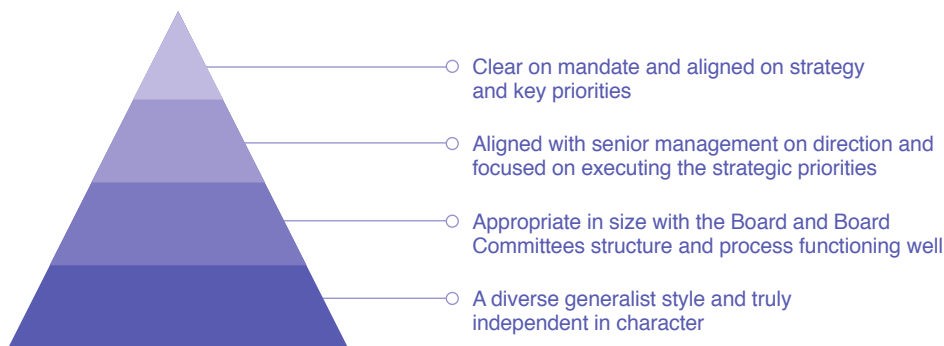 Clear on mandate and aligned on strategy
and key priorities
Aligned with senior management on direction and
focused on executing the strategic priorities
Appropriate in size with the Board and Board
Committees structure and process functioning well
A diverse generalist style and truly
independent in character